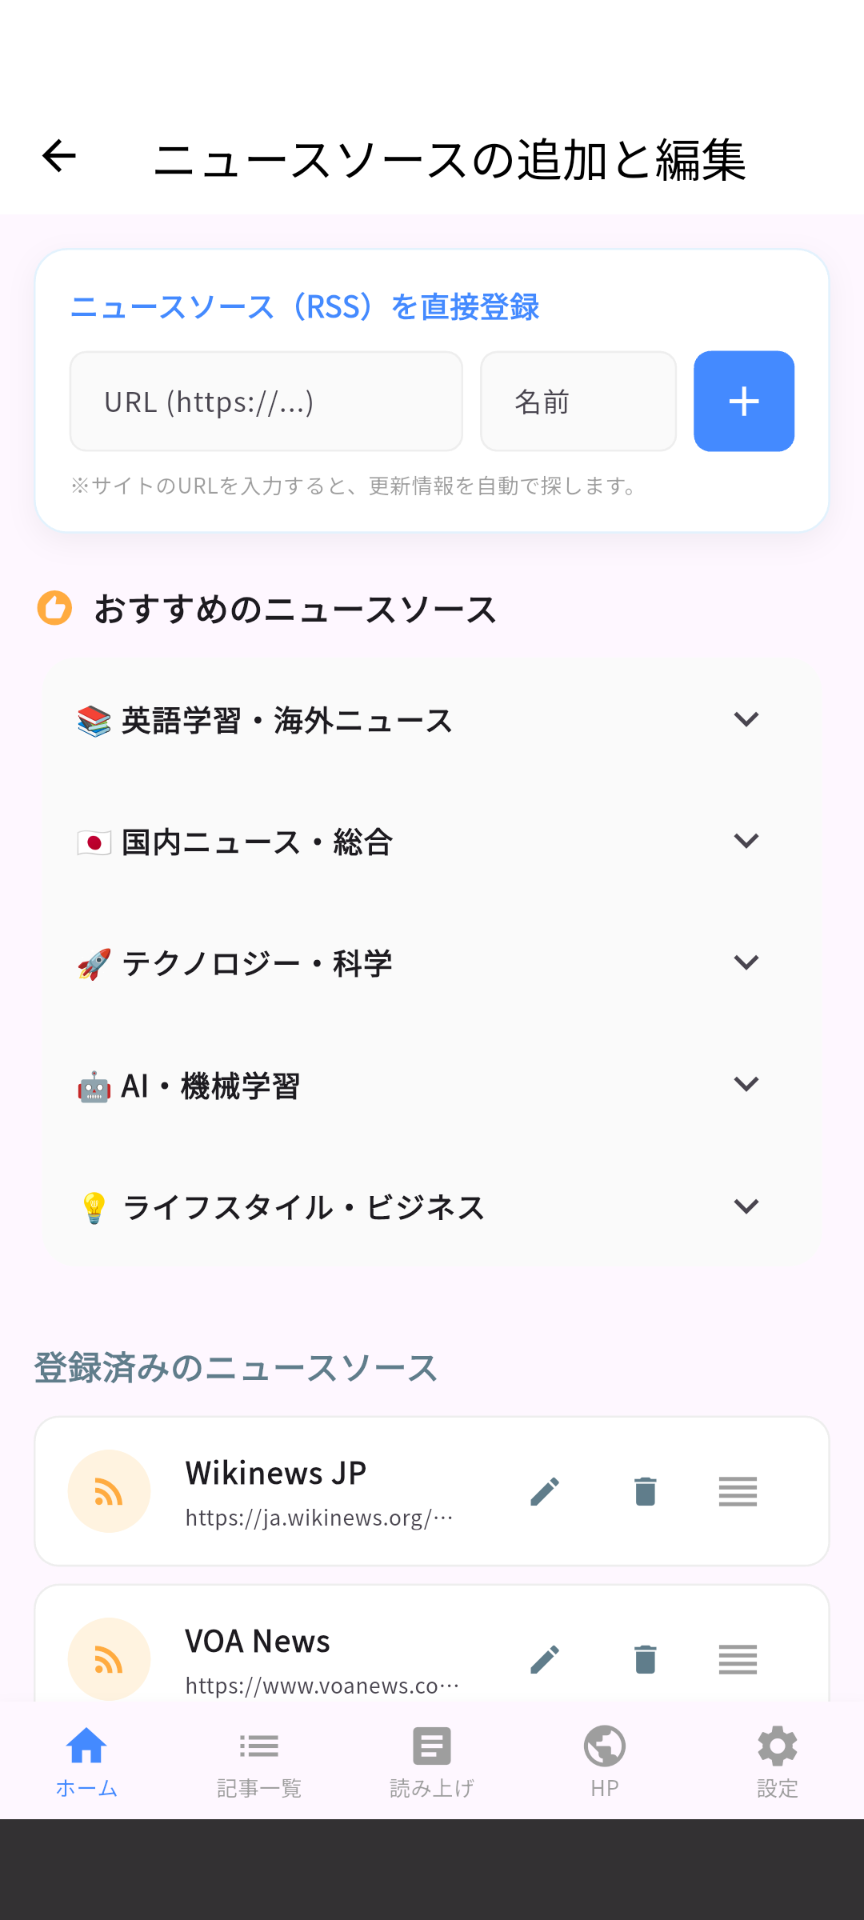 ニュースソースの追加と編集
ニュースソース（RSS）を直接登録
URL (https://...)
名前
※サイトのURLを入力すると、更新情報を自動で探します。
おすすめのニュースソース
英語学習・海外ニュース
国内ニュース・総合
テクノロジー・科学
AI・機械学習
ライフスタイル・ビジネス
登録済みのニュースソース
Wikinews JP
https://ja.wikinews.org/…
VOA News
https://www.voanews.co…
ホーム
記事一覧
読み上げ
HP
設定